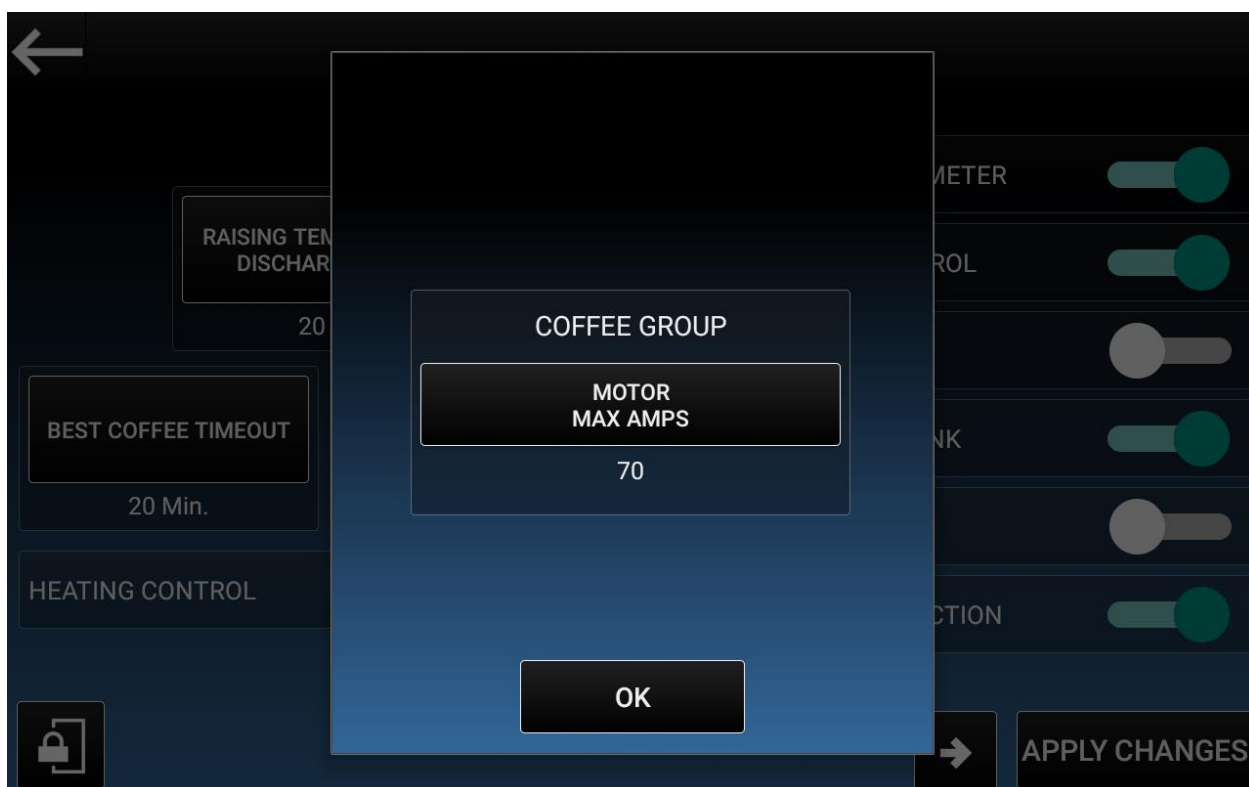 METER
RAISING TEM
DISCHAR
20
ROL
COFFEE GROUP
MOTOR
MAX AMPS
70
BEST COFFEE TIMEOUT
20 Min.
NK
HEATING CONTROL
CTION
OK
APPLY CHANGES